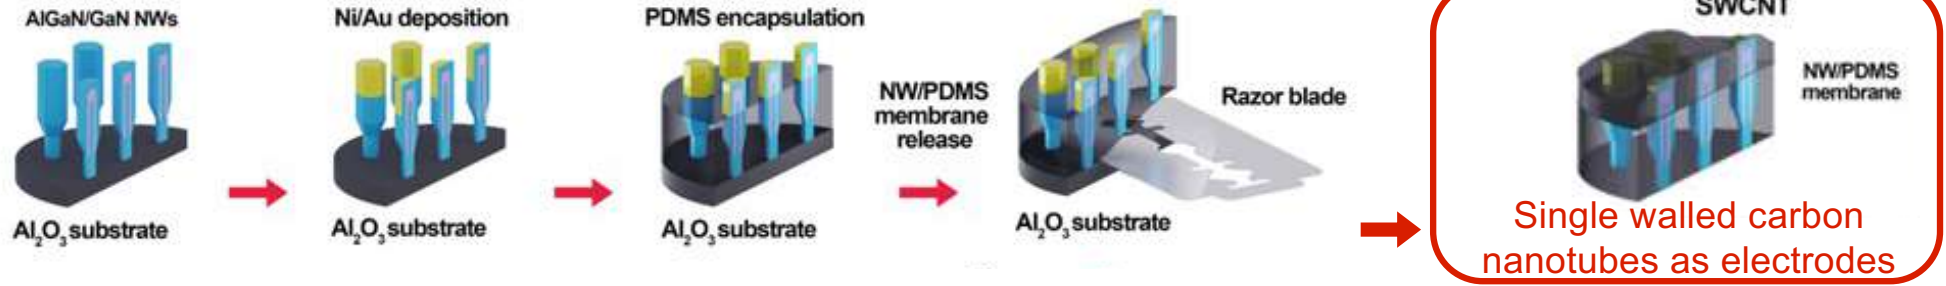 AlGaN/GaN NWs
Ni/Au deposition
PDMS encapsulation
NW/PDMS
membrane
release
Razor blade
SWCNT
NW/PDMS
membrane
Al₂O₃ substrate
Al₂O₃ substrate
Al₂O₃ substrate
Al₂O₃ substrate
Single walled carbon
nanotubes as electrodes